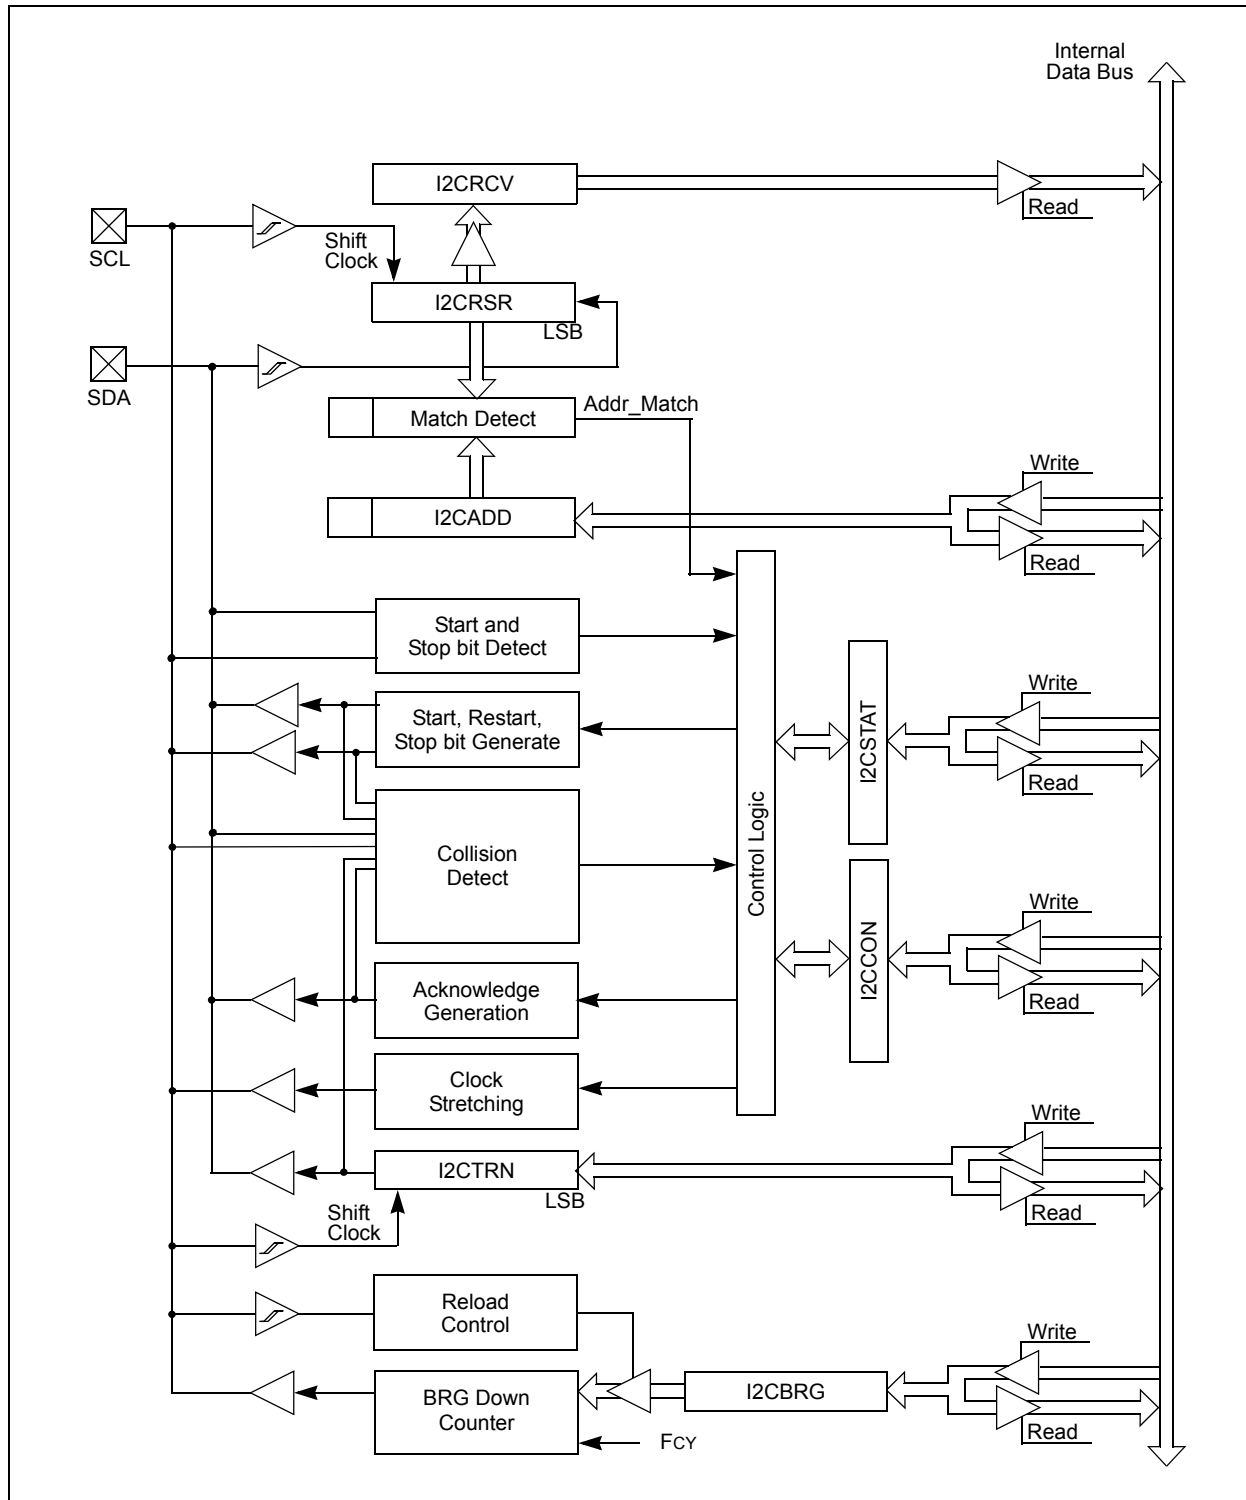 Internal
Data Bus
I2CRCV
Read
SCL
Shift
Clock
I2CRSR
LSB
SDA
Addr_Match
Match Detect
Write
I2CADD
Read
Start and
Stop bit Detect
Write
Start, Restart,
Stop bit Generate
I2CSTAT
Read
Control Logic
Collision
Detect
Write
I2CCON
Acknowledge
Generation
Read
Clock
Stretching
Write
I2CTRN
LSB
Read
Shift
Clock
Reload
Control
Write
I2CBRG
BRG Down
Counter
Read
FCY